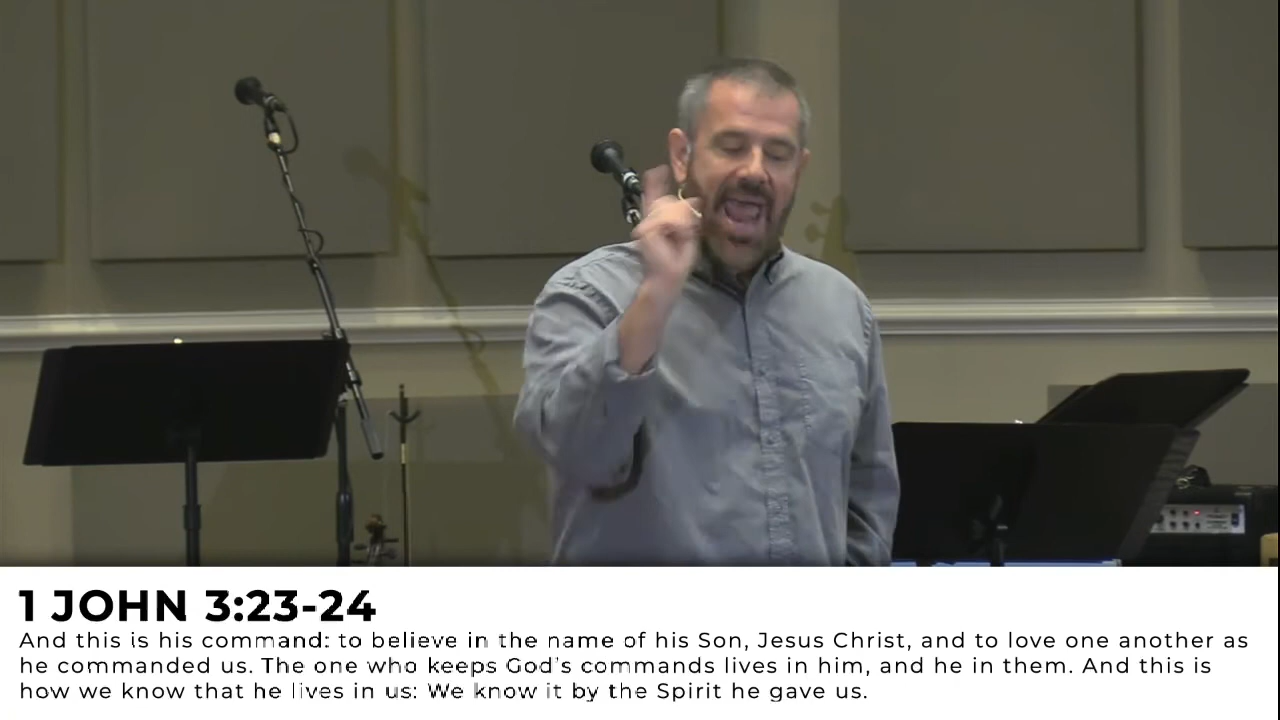 1 JOHN 3:23-24
And this is his command: to believe in the name of his Son, Jesus Christ, and to love one another as
he commanded us. The one who keeps God's commands lives in him, and he in them. And this is
how we know that he lives in us: We know it by the Spirit he gave us.